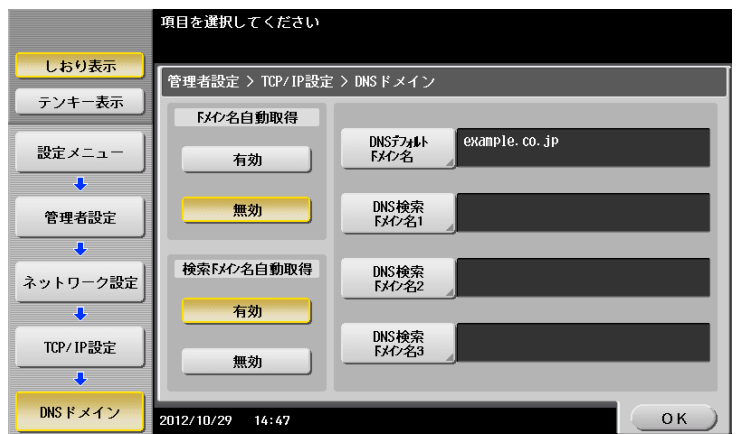 項目を選択してください
しおり表示
テンキー表示
設定メニュー
管理者設定
ネットワーク設定
TCP/IP設定
DNSドメイン
管理者設定 > TCP/IP設定 > DNSドメイン
ドメイン名自動取得
有効
無効
検索ドメイン名自動取得
有効
無効
DNSデフォルト
ドメイン名
example.co.jp
DNS検索
ドメイン名1
DNS検索
ドメイン名2
DNS検索
ドメイン名3
2012/10/29 14:47
OK